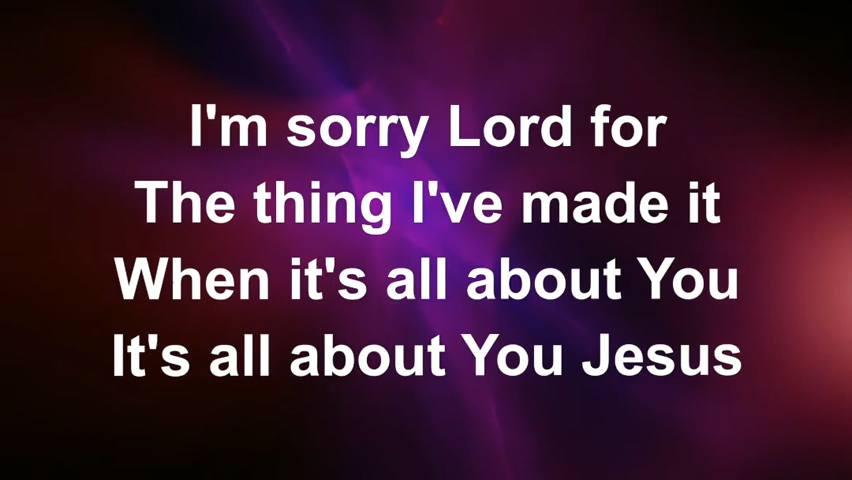 I'm sorry Lord for
The thing I've made it
When it's all about You
It's all about You Jesus